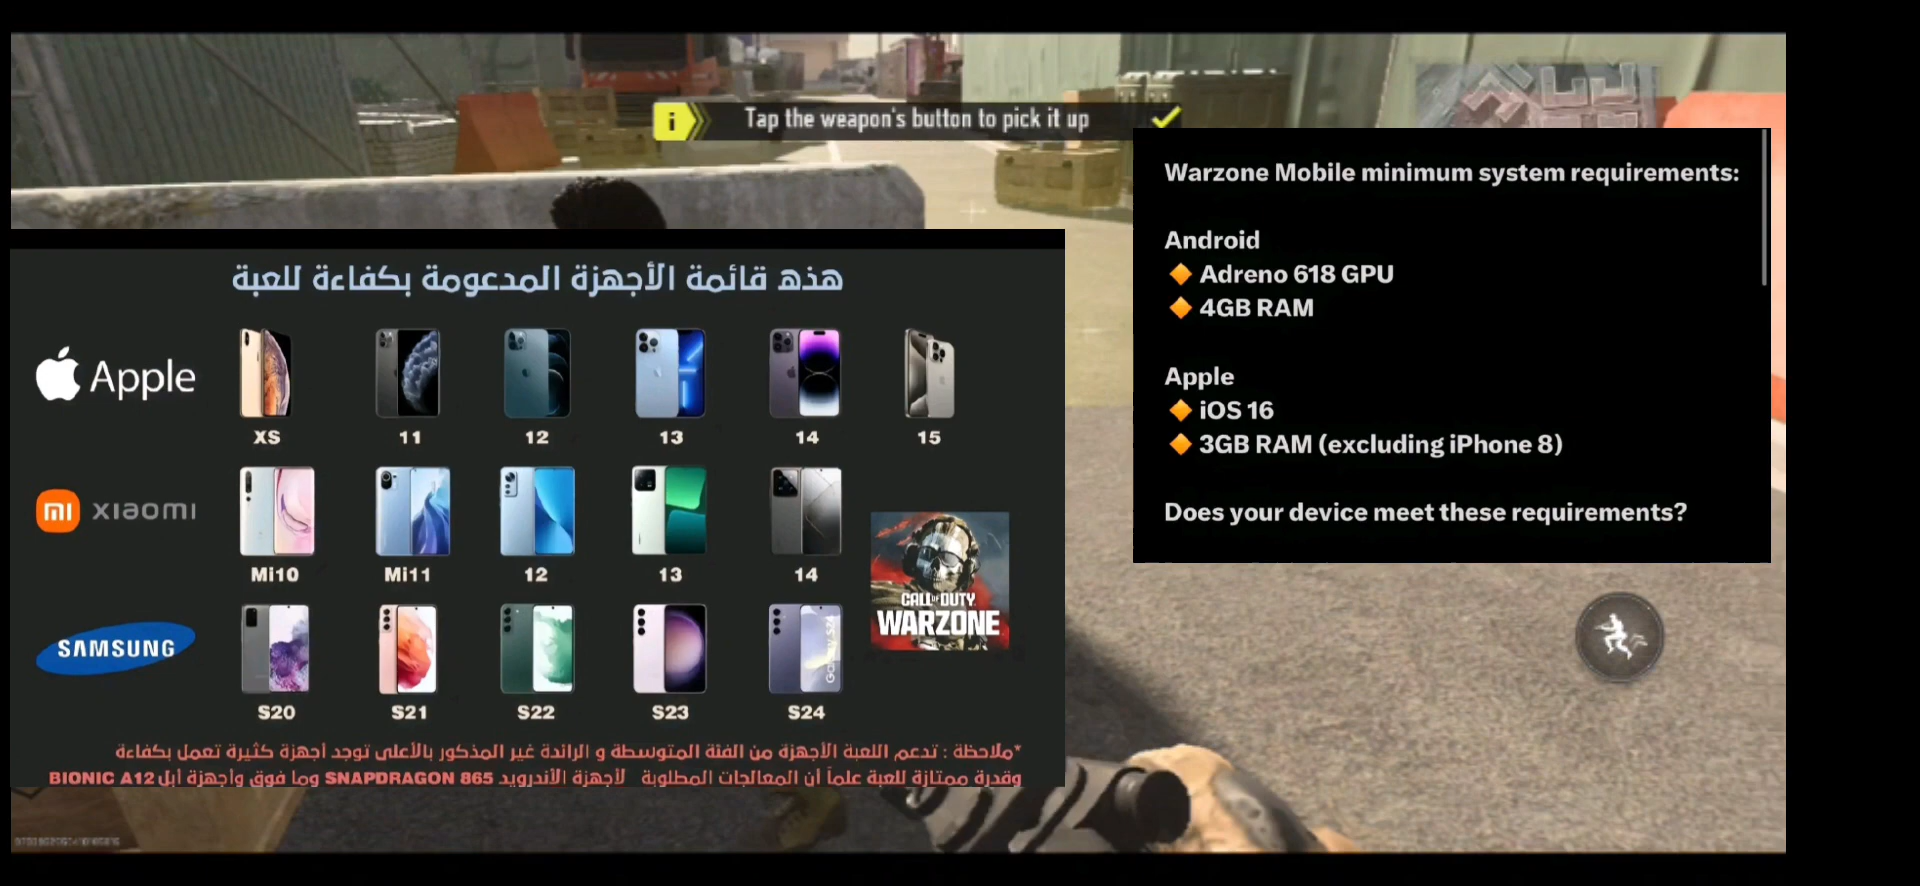 Tap the weapon's button to pick it up
Warzone Mobile minimum system requirements:
Android
Adreno 618 GPU
4GB RAM
Apple
iOS 16
3GB RAM (excluding iPhone 8)
Does your device meet these requirements?
هذه قائمة الأجهزة المدعومة بكفاءة للعبة
Apple
XS 11 12 13 14 15
mi xiaomi
Mi10 Mi11 12 13 14
CALL OF DUTY
WARZONE
SAMSUNG
S20 S21 S22 S23 S24
*ملاحظة : تدعم اللعبة الأجهزة من الفئة المتوسطة و الرائدة غير المذكور بالأعلى توجد أجهزة كثيرة تعمل بكفاءة
وقدرة ممتازة للعبة علماً أن المعالجات المطلوبة لأجهزة الأندرويد SNAPDRAGON 865 وما فوق وأجهزة أبل BIONIC A12